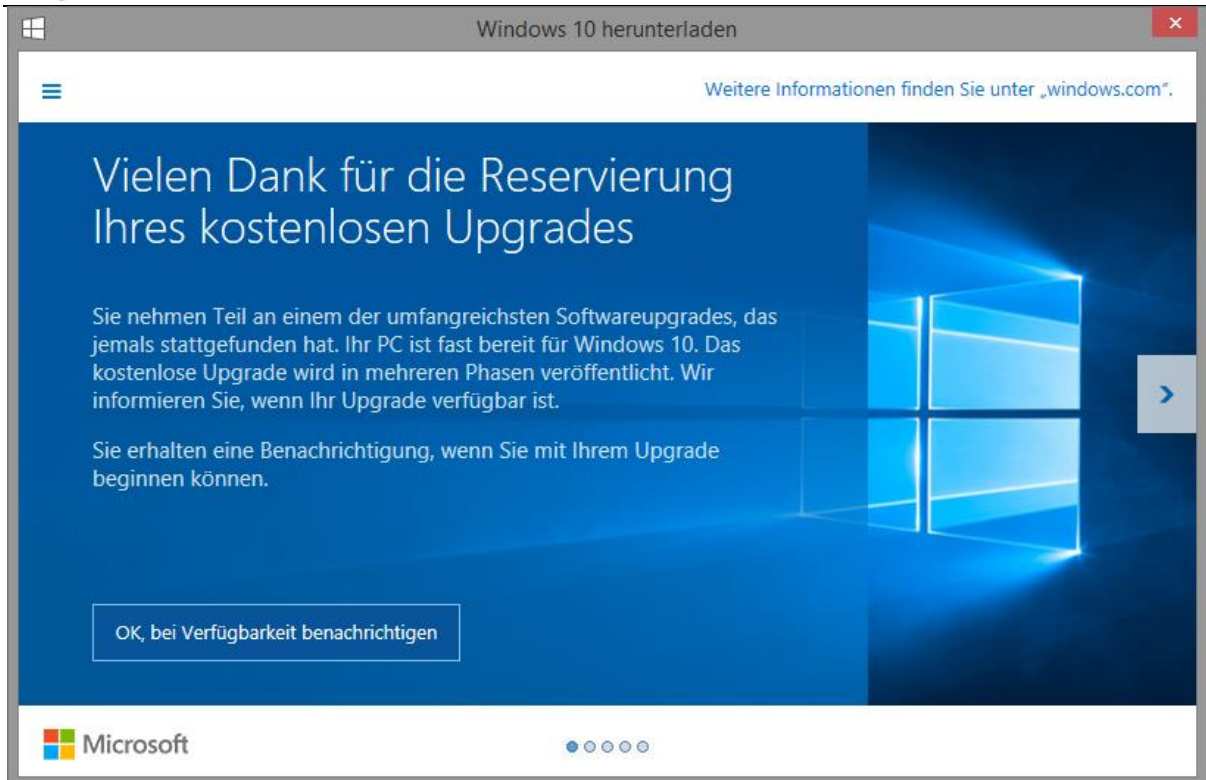 Windows 10 herunterladen
Weitere Informationen finden Sie unter „windows.com“.
Vielen Dank für die Reservierung
Ihres kostenlosen Upgrades
Sie nehmen Teil an einem der umfangreichsten Softwareupgrades, das
jemals stattgefunden hat. Ihr PC ist fast bereit für Windows 10. Das
kostenlose Upgrade wird in mehreren Phasen veröffentlicht. Wir
informieren Sie, wenn Ihr Upgrade verfügbar ist.
Sie erhalten eine Benachrichtigung, wenn Sie mit Ihrem Upgrade
beginnen können.
OK, bei Verfügbarkeit benachrichtigen
Microsoft